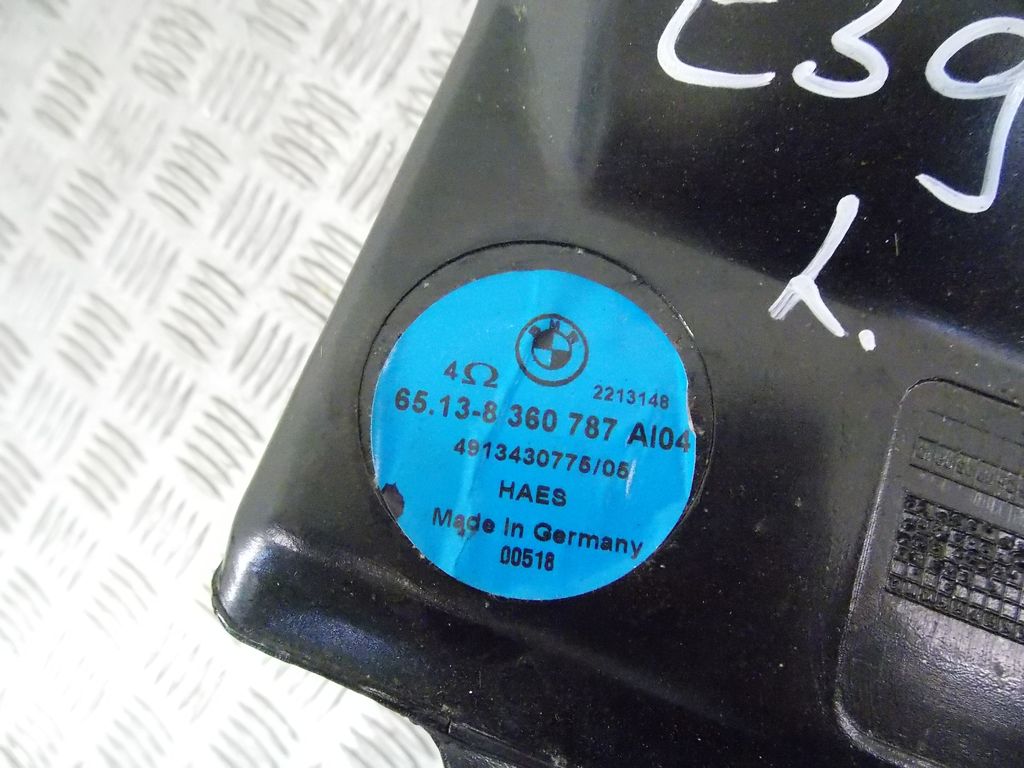 E39
K.
BMW
4Ω
2213148
65.13-8 360 787 AI04
4913430775/05
HAES
Made in Germany
00518